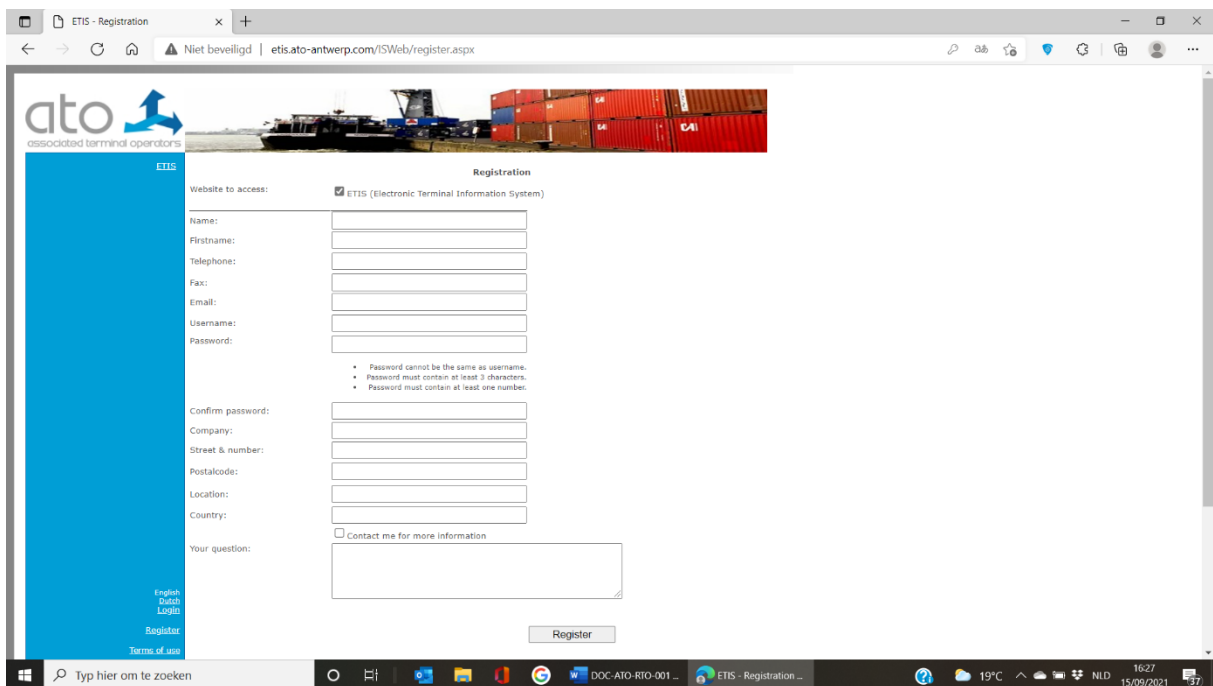 ETIS - Registration
Niet beveiligd | etis.ato-antwerp.com/ISWeb/register.aspx
ato
associated terminal operators
CAI
CAI
CAI
ETIS
Registration
Website to access: ETIS (Electronic Terminal Information System)
Name:
Firstname:
Telephone:
Fax:
Email:
Username:
Password:
Password cannot be the same as username.
Password must contain at least 3 characters.
Password must contain at least one number.
Confirm password:
Company:
Street & number:
Postalcode:
Location:
Country:
Contact me for more information
Your question:
English
Dutch
Login
Register
Register
Terms of use
Typ hier om te zoeken
DOC-ATO-RTO-001 ...
ETIS - Registration ...
19°C
NLD
16:27
15/09/2021
37